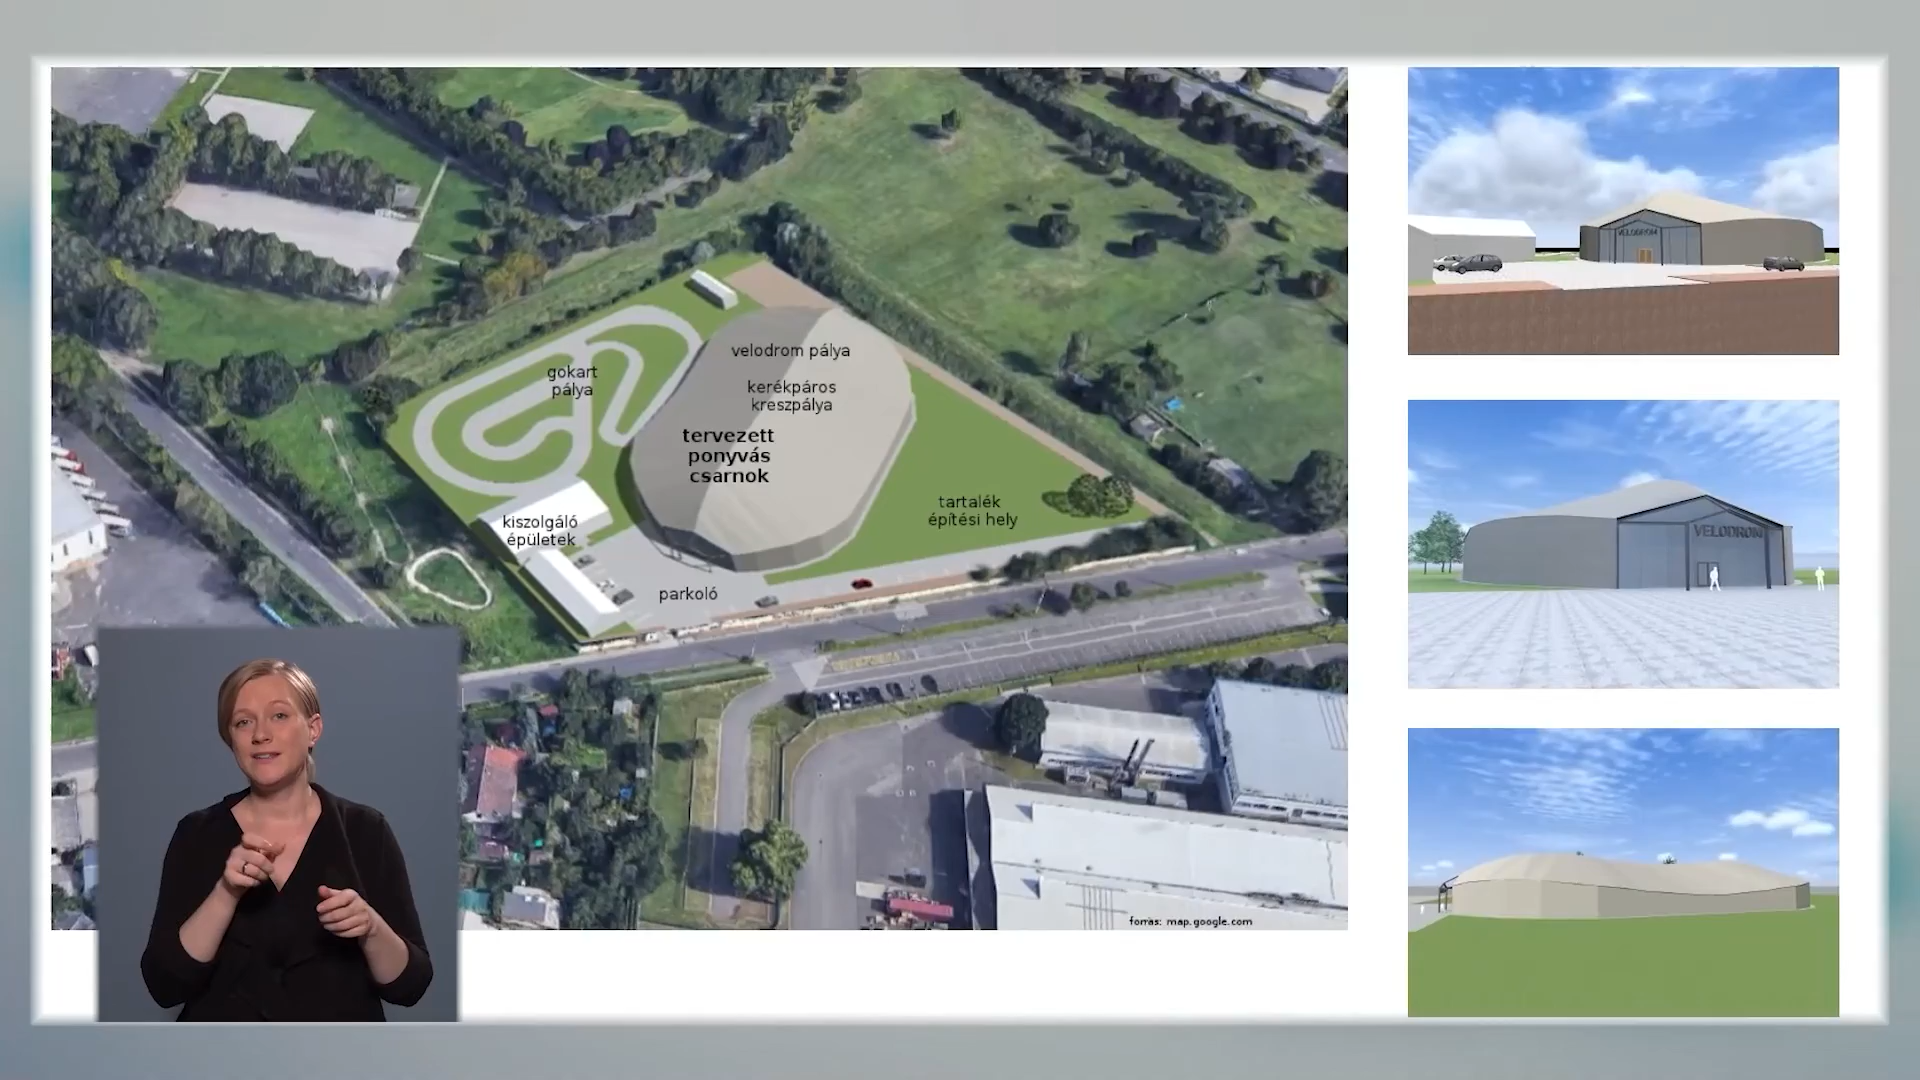 velodrom pálya
kerékpáros
kreszpálya
gokart
pálya
tervezett
ponyvás
csarnok
tartalék
építési hely
kiszolgáló
épületek
parkoló
forrás: map.google.com
VELODROM
VELODROM